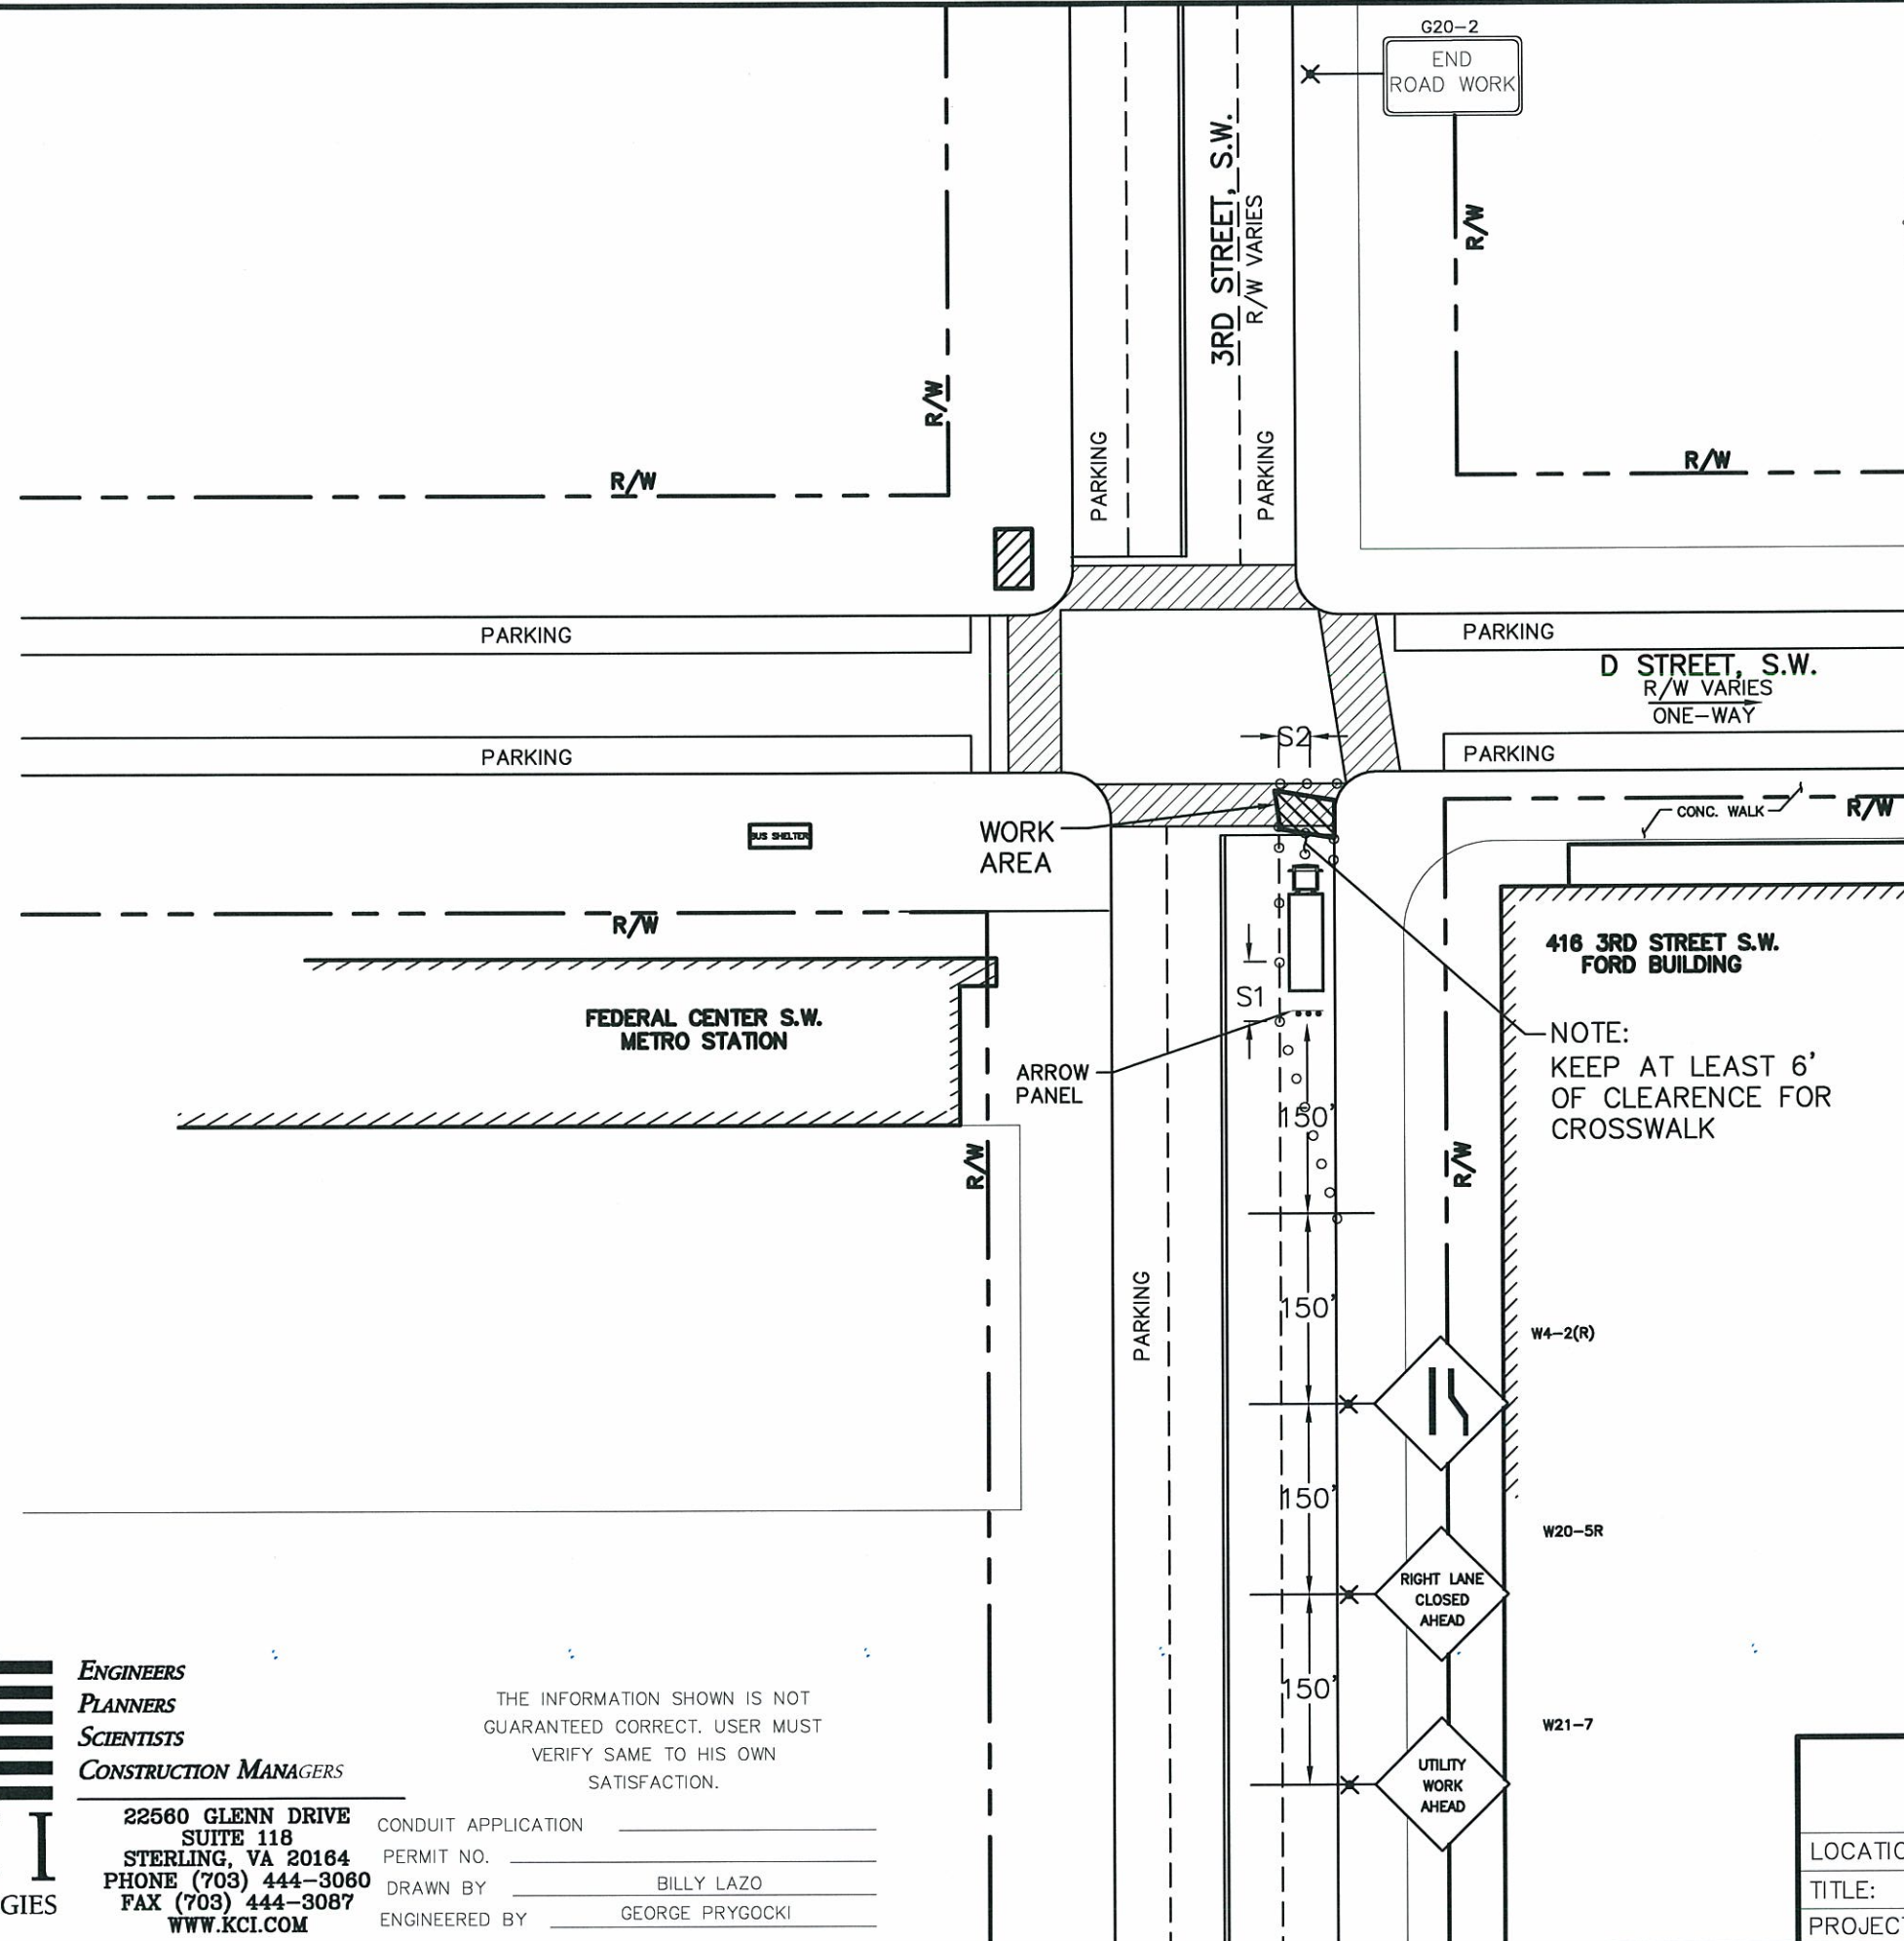 G20-2
END
ROAD WORK
3RD STREET, S.W.
R/W VARIES
R/W
R/W
R/W
R/W
PARKING
PARKING
PARKING
PARKING
D STREET, S.W.
R/W VARIES
ONE-WAY
PARKING
PARKING
S2
CONC. WALK
R/W
WORK
AREA
BUS SHELTER
R/W
416 3RD STREET S.W.
FORD BUILDING
FEDERAL CENTER S.W.
METRO STATION
S1
NOTE:
KEEP AT LEAST 6'
OF CLEARENCE FOR
CROSSWALK
ARROW
PANEL
150'
R/W
R/W
PARKING
150'
W4-2(R)
150'
W20-5R
RIGHT LANE
CLOSED
AHEAD
150'
W21-7
UTILITY
WORK
AHEAD
ENGINEERS
PLANNERS
SCIENTISTS
CONSTRUCTION MANAGERS
THE INFORMATION SHOWN IS NOT
GUARANTEED CORRECT. USER MUST
VERIFY SAME TO HIS OWN
SATISFACTION.
I
GIES
22560 GLENN DRIVE
SUITE 118
STERLING, VA 20164
PHONE (703) 444-3060
FAX (703) 444-3087
WWW.KCI.COM
CONDUIT APPLICATION
PERMIT NO.
DRAWN BY BILLY LAZO
ENGINEERED BY GEORGE PRYGOCKI
LOCATIO
TITLE:
PROJECT